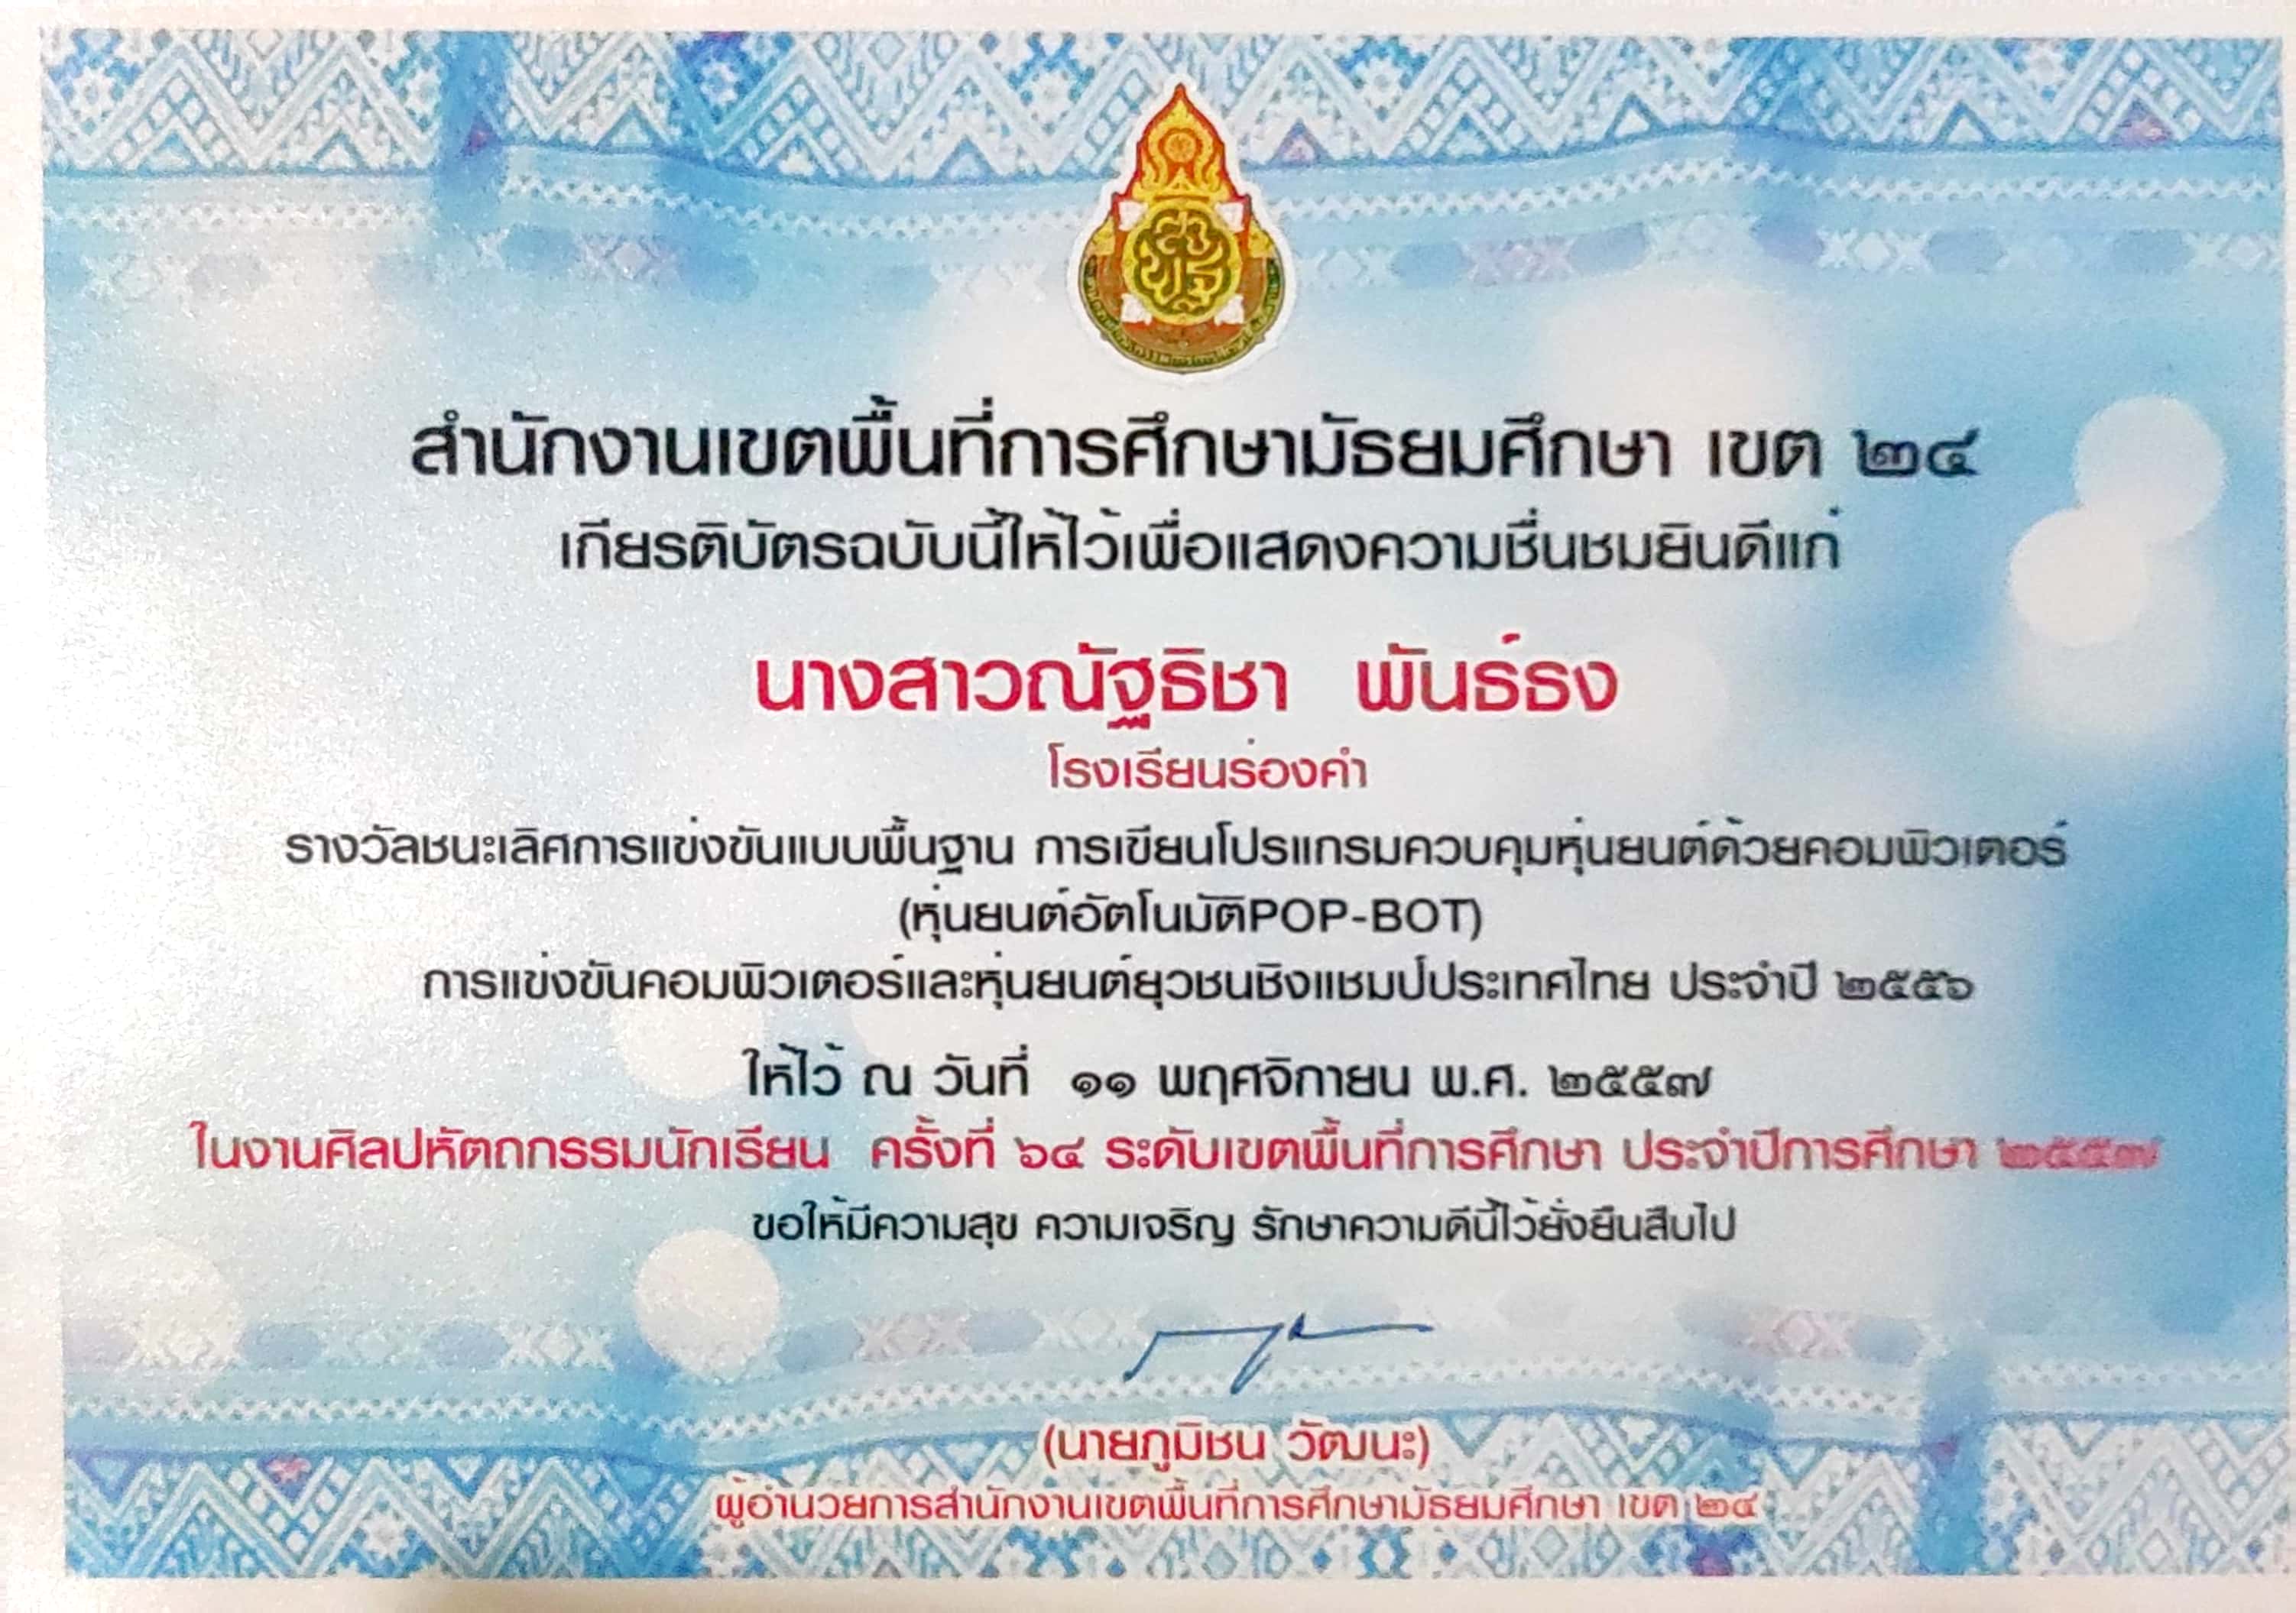 สำนักงานเขตพื้นที่การศึกษามัธยมศึกษา เขต ๒๔
เกียรติบัตรฉบับนี้ให้ไว้เพื่อแสดงความชื่นชมยินดีแก่
นางสาวณัฐธิชา พันธ์ธง
โรงเรียนร่องคำ
รางวัลชนะเลิศการแข่งขันแบบพื้นฐาน การเขียนโปรแกรมควบคุมหุ่นยนต์ด้วยคอมพิวเตอร์
(หุ่นยนต์อัตโนมัติPOP-BOT)
การแข่งขันคอมพิวเตอร์และหุ่นยนต์ยุวชนชิงแชมป์ประเทศไทย ประจำปี ๒๕๕๖
ให้ไว้ ณ วันที่ ๑๑ พฤศจิกายน พ.ศ. ๒๕๕๗
ในงานศิลปหัตถกรรมนักเรียน ครั้งที่ ๖๔ ระดับเขตพื้นที่การศึกษา ประจำปีการศึกษา ๒๕๕๗
ขอให้มีความสุข ความเจริญ รักษาความดีนี้ไว้ยั่งยืนสืบไป
(นายภูมิชน วัฒนะ)
ผู้อำนวยการสำนักงานเขตพื้นที่การศึกษามัธยมศึกษา เขต ๒๔